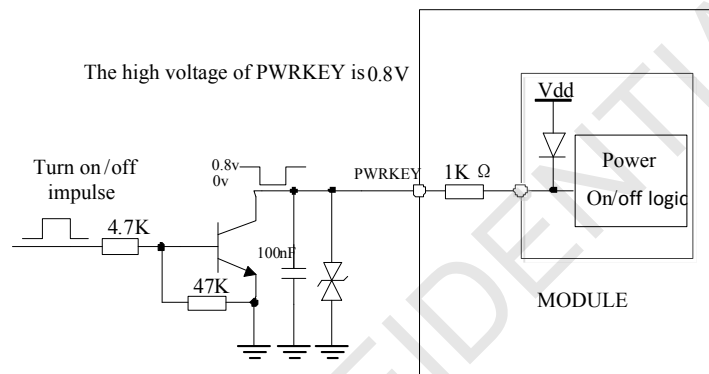 The high voltage of PWRKEY is 0.8V
Vdd
Turn on/off
impulse
0.8v
0v
PWRKEY
1K Ω
Power
On/off logic
4.7K
100nF
47K
MODULE